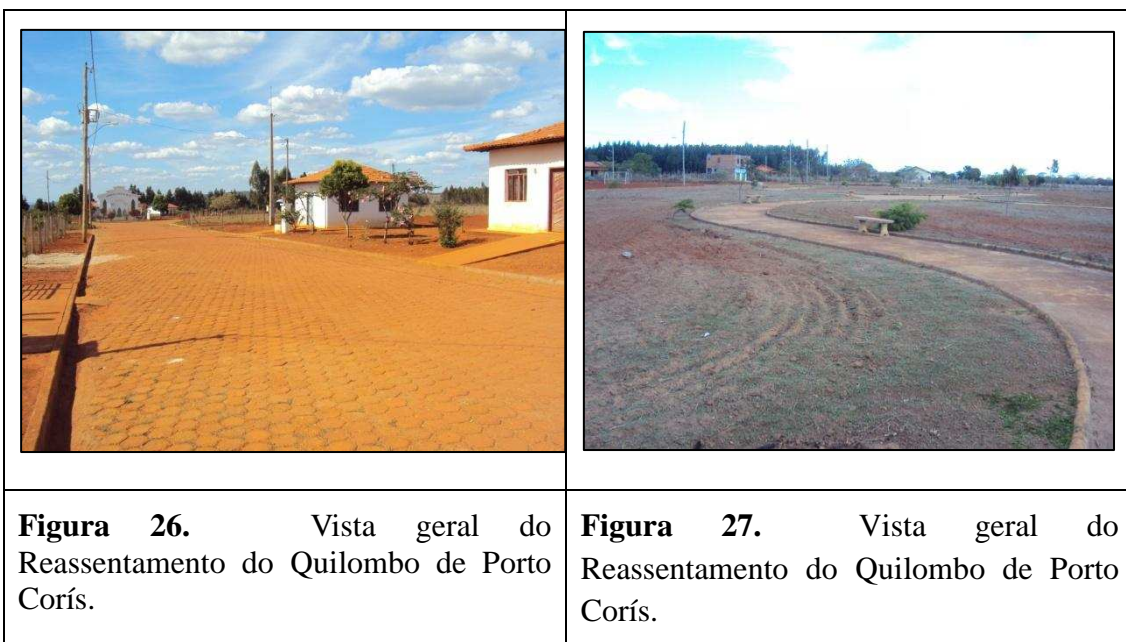 Figura 26. Vista geral do
Reassentamento do Quilombo de Porto
Corís.
Figura 27. Vista geral do
Reassentamento do Quilombo de Porto
Corís.